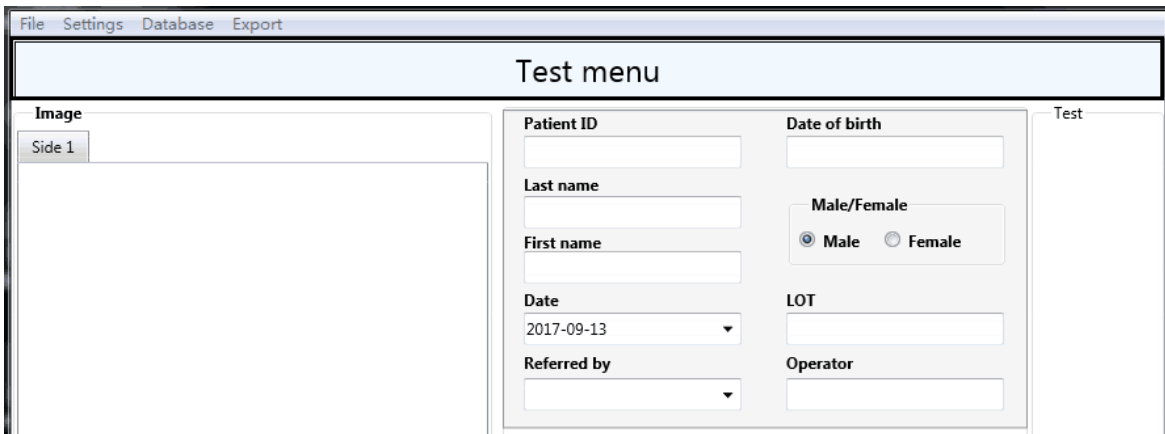 File Settings Database Export
Test menu
Image
Side 1
Patient ID
Date of birth
Last name
Male/Female
Male Female
First name
Date
2017-09-13
LOT
Referred by
Operator
Test